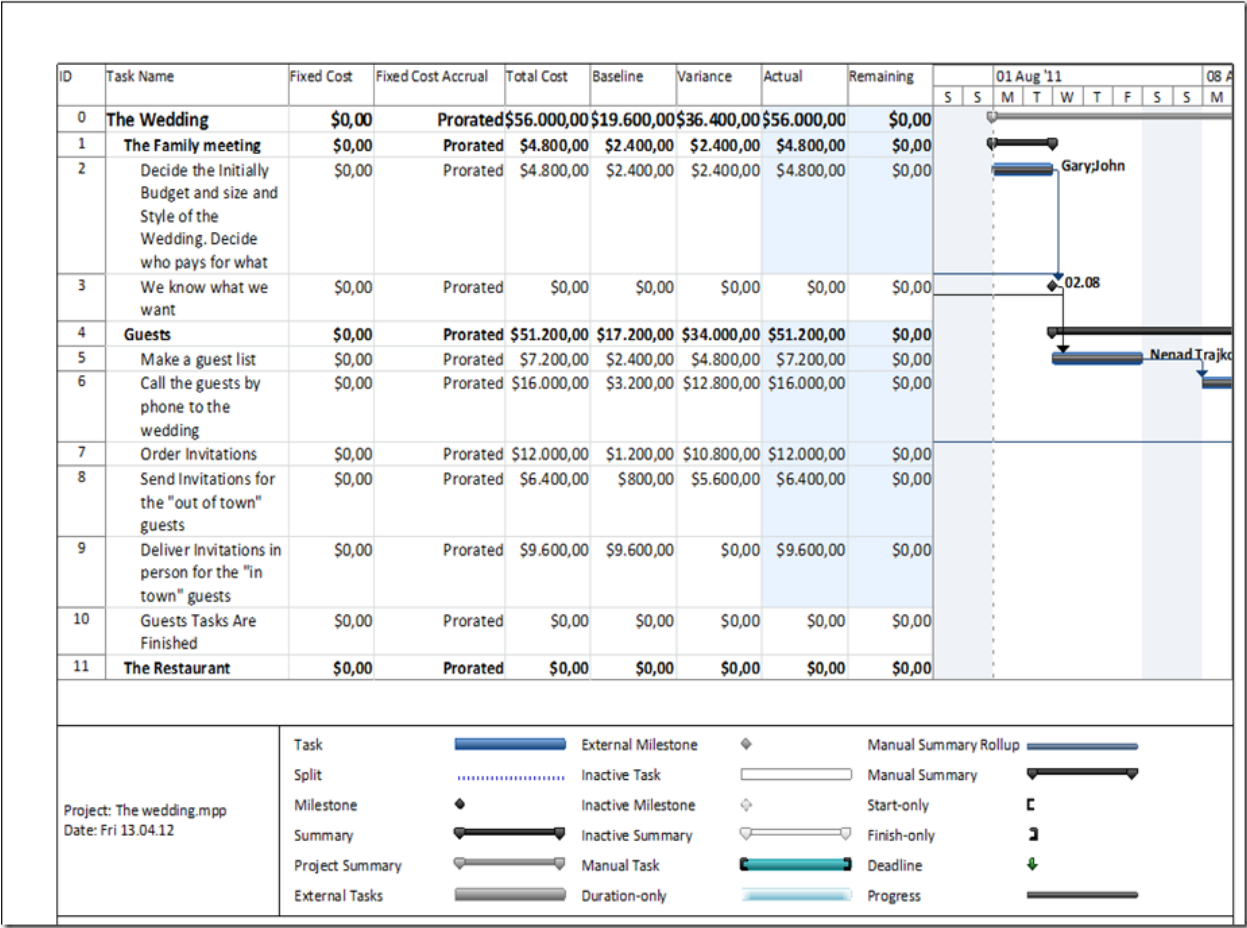 ID Task Name Fixed Cost Fixed Cost Accrual Total Cost Baseline Variance Actual Remaining 01 Aug '11 08 A
S S M T W T F S S M
0 The Wedding $0,00 Prorated $56.000,00 $19.600,00 $36.400,00 $56.000,00 $0,00
1 The Family meeting $0,00 Prorated $4.800,00 $2.400,00 $2.400,00 $4.800,00 $0,00
2 Decide the Initially $0,00 Prorated $4.800,00 $2.400,00 $2.400,00 $4.800,00 $0,00 Gary;John
Budget and size and
Style of the
Wedding. Decide
who pays for what
3 We know what we $0,00 Prorated $0,00 $0,00 $0,00 $0,00 $0,00 02.08
want
4 Guests $0,00 Prorated $51.200,00 $17.200,00 $34.000,00 $51.200,00 $0,00
5 Make a guest list $0,00 Prorated $7.200,00 $2.400,00 $4.800,00 $7.200,00 $0,00 Nenad Trajko
6 Call the guests by $0,00 Prorated $16.000,00 $3.200,00 $12.800,00 $16.000,00 $0,00
phone to the
wedding
7 Order Invitations $0,00 Prorated $12.000,00 $1.200,00 $10.800,00 $12.000,00 $0,00
8 Send Invitations for $0,00 Prorated $6.400,00 $800,00 $5.600,00 $6.400,00 $0,00
the "out of town"
guests
9 Deliver Invitations in $0,00 Prorated $9.600,00 $9.600,00 $0,00 $9.600,00 $0,00
person for the "in
town" guests
10 Guests Tasks Are $0,00 Prorated $0,00 $0,00 $0,00 $0,00 $0,00
Finished
11 The Restaurant $0,00 Prorated $0,00 $0,00 $0,00 $0,00 $0,00
Project: The wedding.mpp
Date: Fri 13.04.12
Task External Milestone Manual Summary Rollup
Split Inactive Task Manual Summary
Milestone Inactive Milestone Start-only
Summary Inactive Summary Finish-only
Project Summary Manual Task Deadline
External Tasks Duration-only Progress